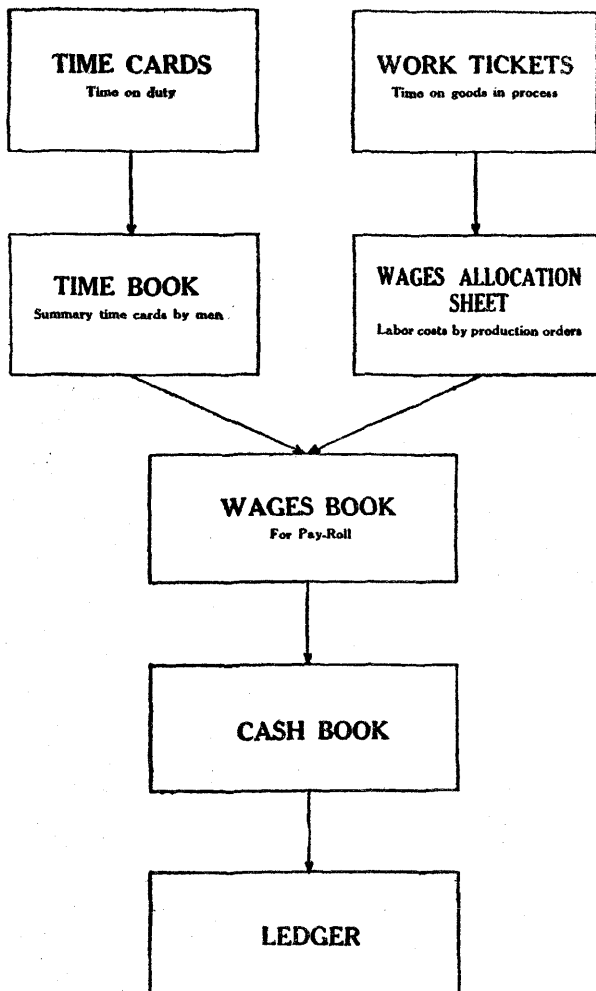 TIME CARDS
Time on duty
WORK TICKETS
Time on goods in process
TIME BOOK
Summary time cards by men
WAGES ALLOCATION
SHEET
Labor costs by production orders
WAGES BOOK
For Pay-Roll
CASH BOOK
LEDGER